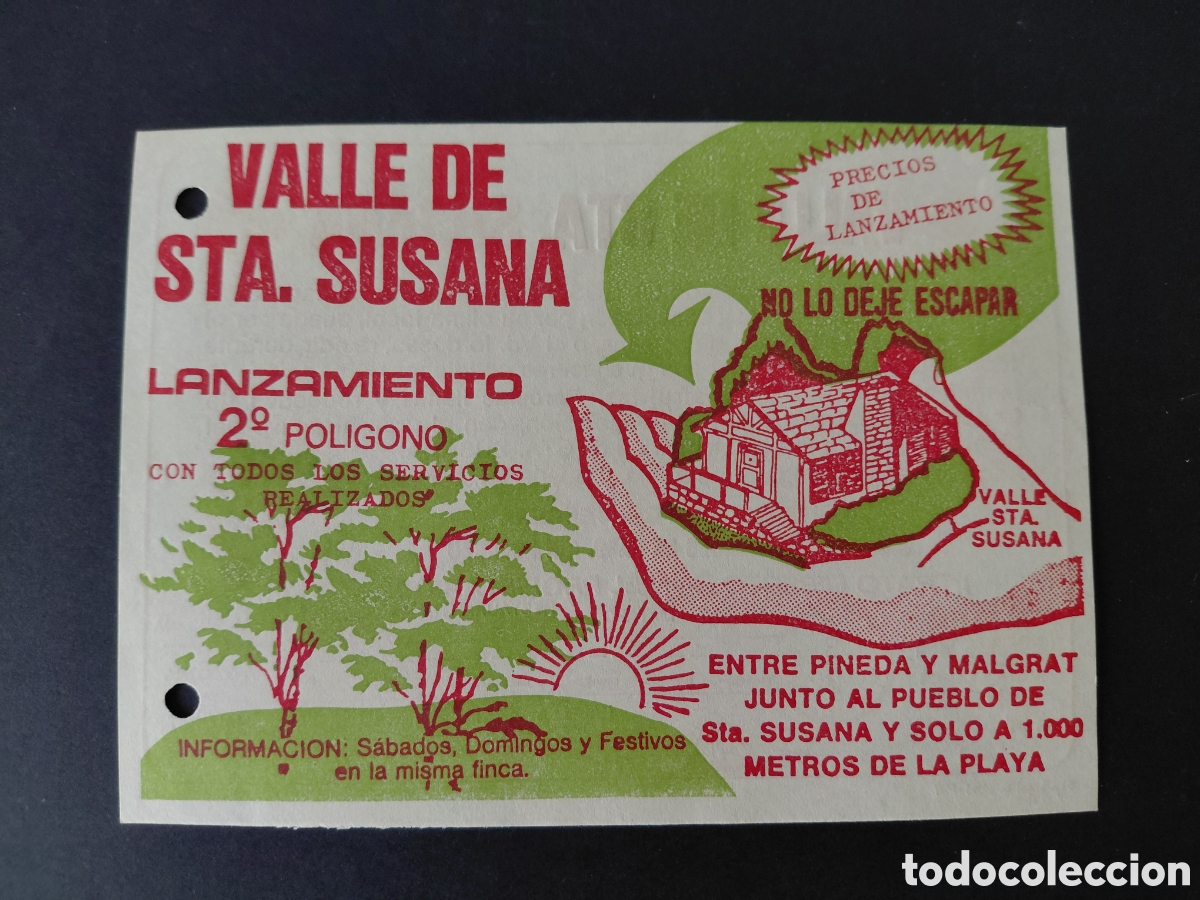 VALLE DE
STA. SUSANA
LANZAMIENTO
2º POLIGONO
CON TODOS LOS SERVICIOS
REALIZADOS
PRECIOS
DE
LANZAMIENTO
NO LO DEJE ESCAPAR
VALLE
STA.
SUSANA
ENTRE PINEDA Y MALGRAT
JUNTO AL PUEBLO DE
Sta. SUSANA Y SOLO A 1.000
METROS DE LA PLAYA
INFORMACION: Sábados, Domingos y Festivos
en la misma finca.
todocoleccion